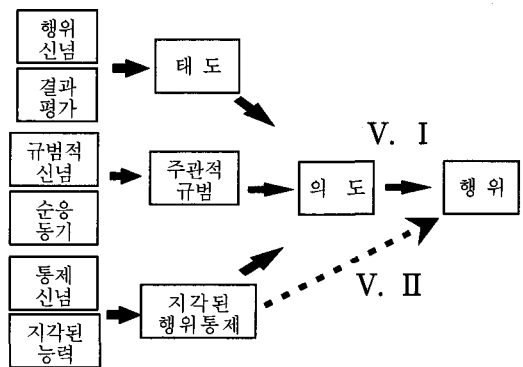 행위
신념
결과
평가
태 도
규범적
신념
순응
동기
주관적
규범
통제
신념
지각된
능력
지각된
행위통제
의 도
V. I
행 위
V. II